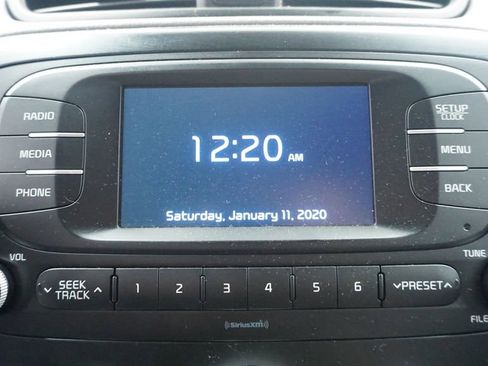 RADIO
MEDIA
PHONE
12:20 AM
Saturday, January 11, 2020
SETUP
CLOCK
MENU
BACK
VOL
TUNE
SEEK
TRACK
1 2 3 4 5 6
PRESET
FILE
((SiriusXM))